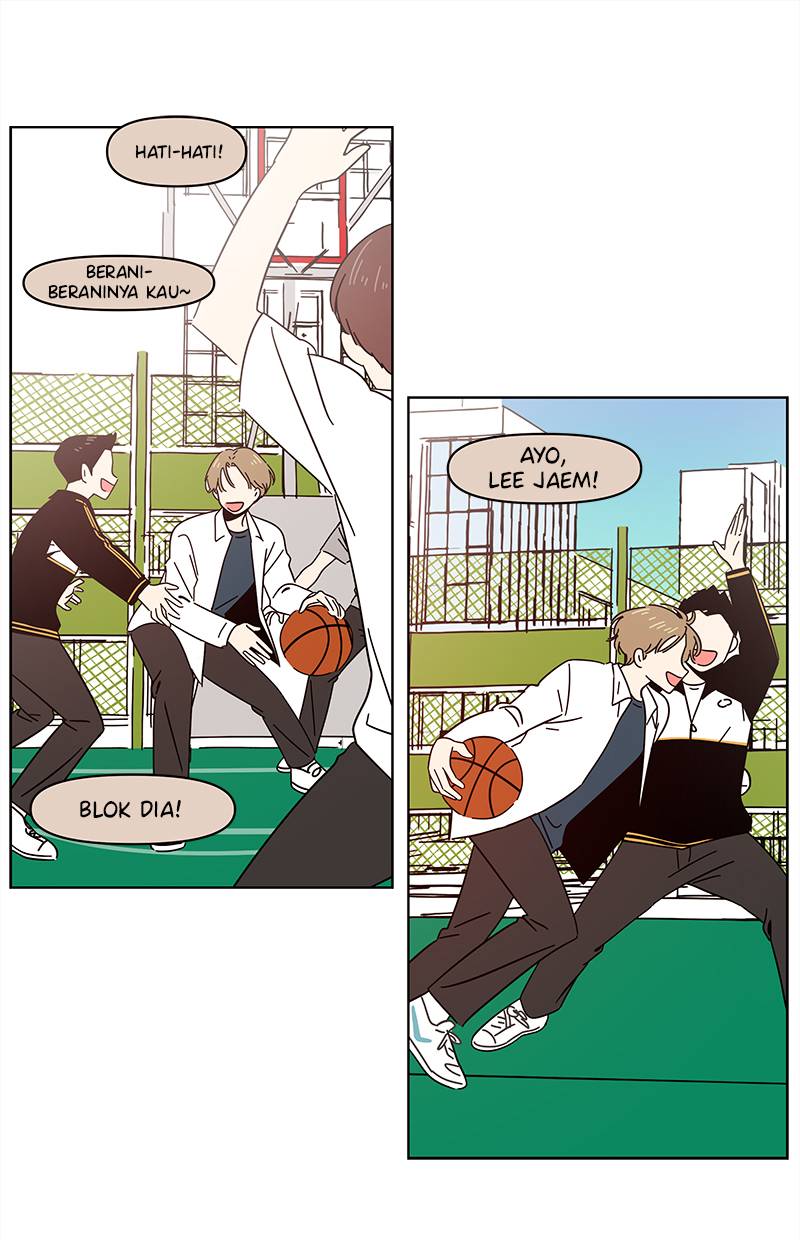 HATI-HATI!
BERANI-
BERANINYA KAU~
BLOK DIA!
AYO,
LEE JAEM!